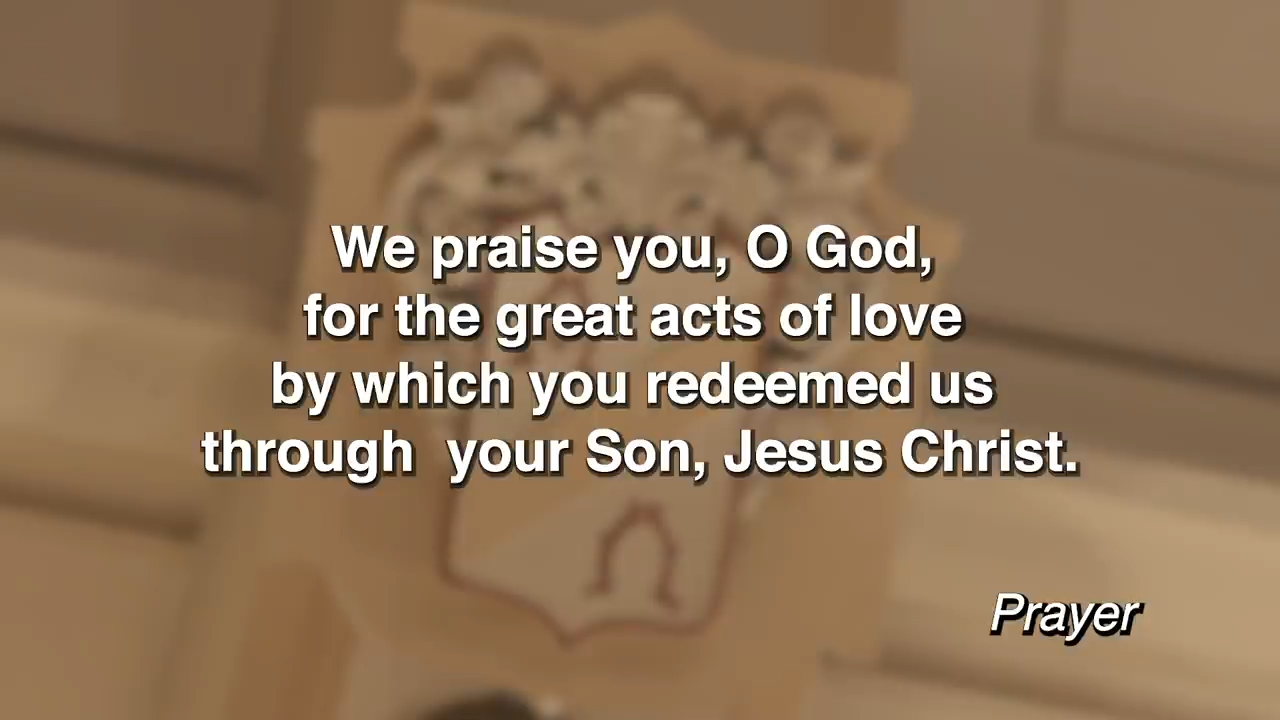 We praise you, O God,
for the great acts of love
by which you redeemed us
through  your Son, Jesus Christ.
Prayer